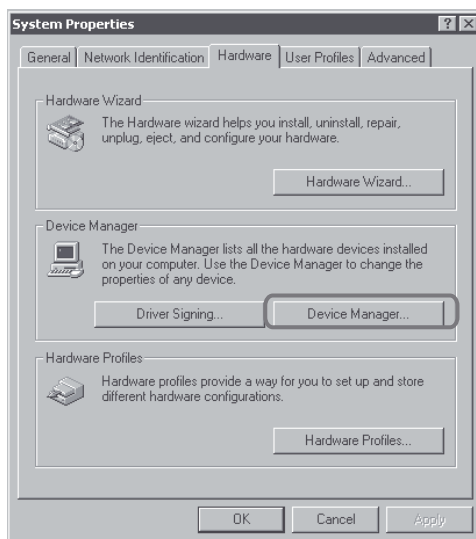 System Properties
General
Network Identification
Hardware
User Profiles
Advanced
Hardware Wizard
The Hardware wizard helps you install, uninstall, repair,
unplug, eject, and configure your hardware.
Hardware Wizard...
Device Manager
The Device Manager lists all the hardware devices installed
on your computer. Use the Device Manager to change the
properties of any device.
Driver Signing...
Device Manager...
Hardware Profiles
Hardware profiles provide a way for you to set up and store
different hardware configurations.
Hardware Profiles...
OK
Cancel
Apply